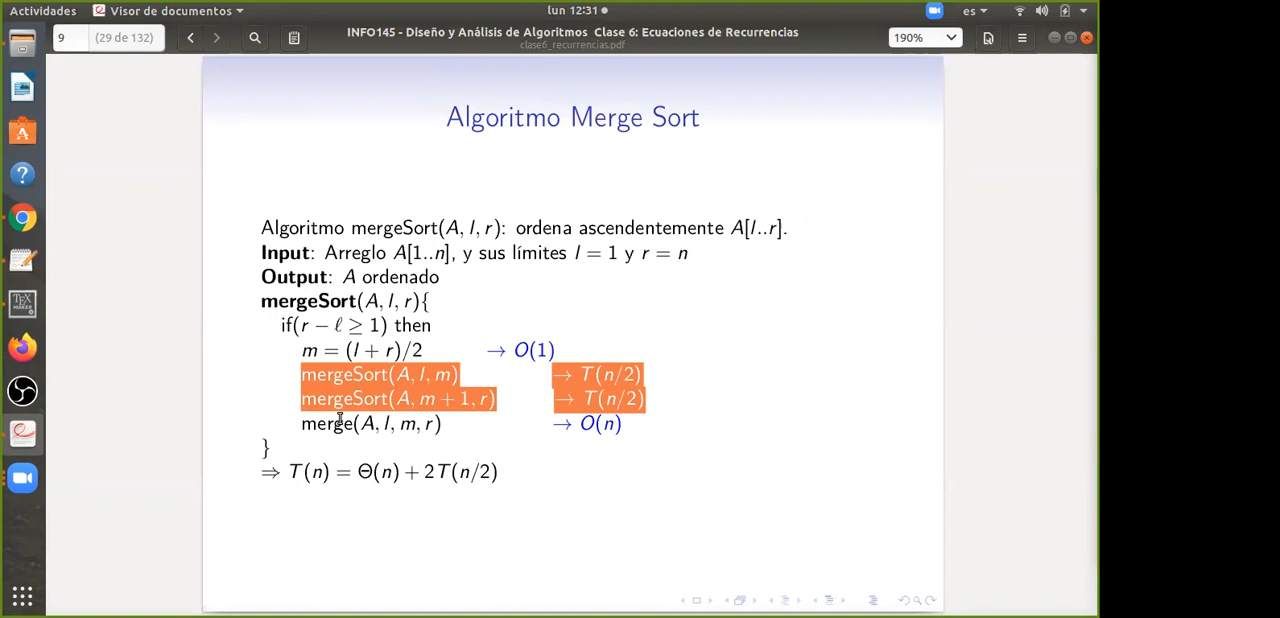 Actividades Visor de documentos lun 12:31 es
9 (29 de 132) INFO145 - Diseño y Análisis de Algoritmos Clase 6: Ecuaciones de Recurrencias 190%
clase6_recurrencias.pdf
Algoritmo Merge Sort
Algoritmo mergeSort(A, l, r): ordena ascendentemente A[l..r].
Input: Arreglo A[1..n], y sus límites l = 1 y r = n
Output: A ordenado
mergeSort(A, l, r){
if(r − ℓ ≥ 1) then
m = (l + r)/2 → O(1)
mergeSort(A, l, m) → T(n/2)
mergeSort(A, m + 1, r) → T(n/2)
merge(A, l, m, r) → O(n)
}
⇒ T(n) = Θ(n) + 2T(n/2)
TEX
MAKER